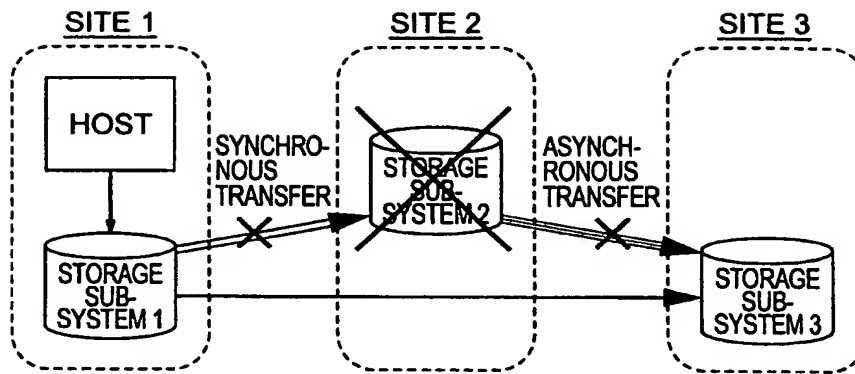 SITE 1
SITE 2
SITE 3
HOST
SYNCHRO-
NOUS
TRANSFER
STORAGE
SUB-
SYSTEM 2
ASYNCH-
RONOUS
TRANSFER
STORAGE
SUB-
SYSTEM 1
STORAGE
SUB-
SYSTEM 3